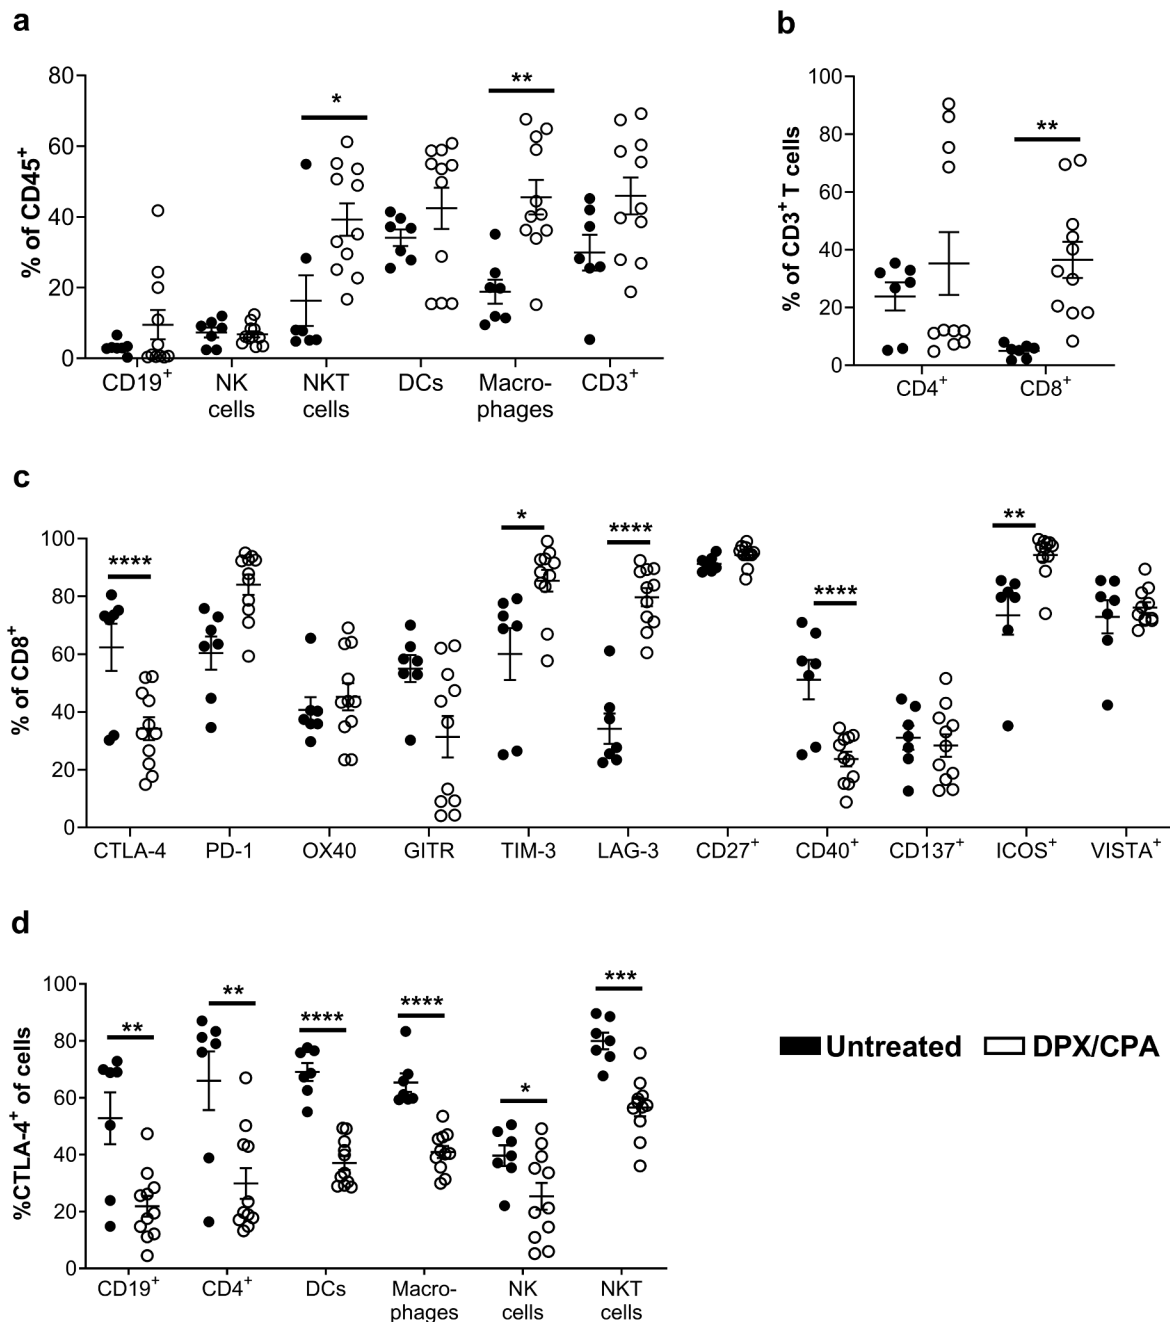 a
% of CD45⁺
80
60
40
20
0
*
**
CD19⁺ NK cells NKT cells DCs Macro-phages CD3⁺
b
% of CD3⁺ T cells
100
80
60
40
20
0
**
CD4⁺ CD8⁺
c
% of CD8⁺
100
80
60
40
20
0
****
*
****
****
**
CTLA-4 PD-1 OX40 GITR TIM-3 LAG-3 CD27⁺ CD40⁺ CD137⁺ ICOS⁺ VISTA⁺
d
%CTLA-4⁺ of cells
100
80
60
40
20
0
**
**
****
****
*
***
CD19⁺ CD4⁺ DCs Macro-phages NK cells NKT cells
Untreated DPX/CPA